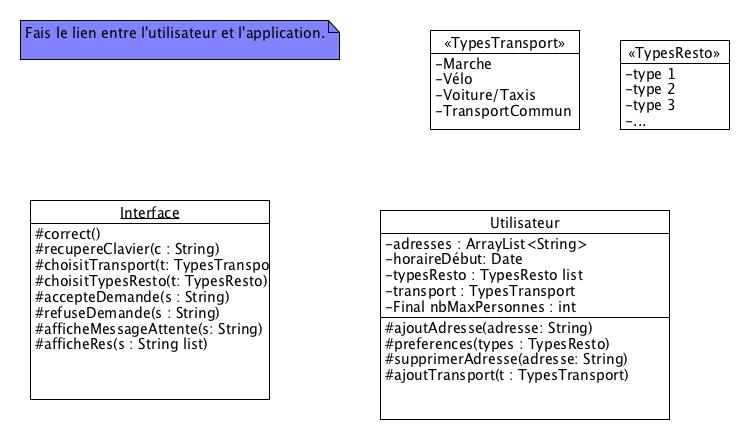 Fais le lien entre l'utilisateur et l'application.
«TypesTransport»
-Marche
-Vélo
-Voiture/Taxis
-TransportCommun
«TypesResto»
-type 1
-type 2
-type 3
-...
Interface
#correct()
#recupereClavier(c : String)
#choisitTransport(t: TypesTranspo
#choisitTypesResto(t: TypesResto)
#accepteDemande(s : String)
#refuseDemande(s : String)
#afficheMessageAttente(s: String)
#afficheRes(s : String list)
Utilisateur
-adresses : ArrayList<String>
-horaireDébut: Date
-typesResto : TypesResto list
-transport : TypesTransport
-Final nbMaxPersonnes : int
#ajoutAdresse(adresse: String)
#preferences(types : TypesResto)
#supprimerAdresse(adresse: String)
#ajoutTransport(t : TypesTransport)